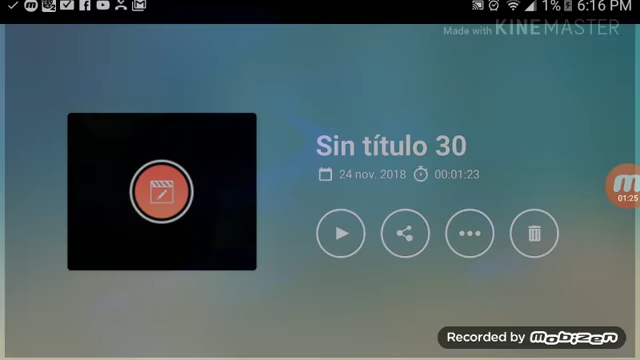 1% 6:16 PM
Made with KINEMASTER
Sin título 30
24 nov. 2018 00:01:23
01:25
Recorded by mobizen